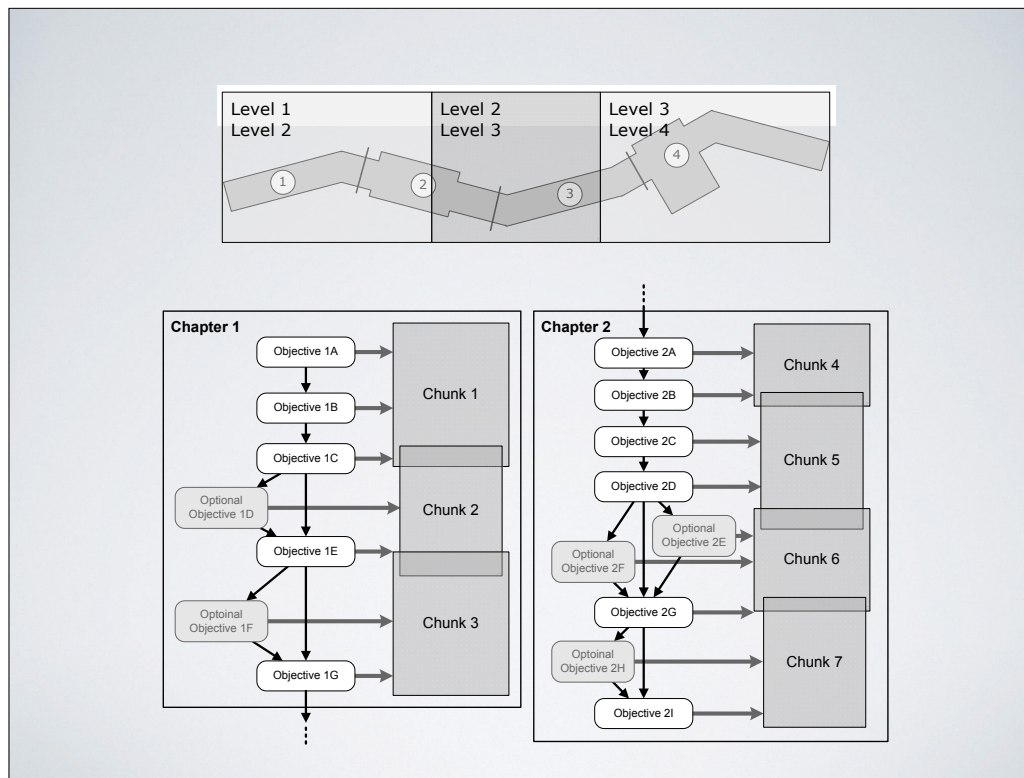 Level 1
Level 2
Level 2
Level 3
Level 3
Level 4
1
2
3
4
Chapter 1
Objective 1A
Objective 1B
Objective 1C
Optional
Objective 1D
Objective 1E
Optoinal
Objective 1F
Objective 1G
Chunk 1
Chunk 2
Chunk 3
Chapter 2
Objective 2A
Objective 2B
Objective 2C
Objective 2D
Optional
Objective 2E
Optional
Objective 2F
Objective 2G
Optoinal
Objective 2H
Objective 2I
Chunk 4
Chunk 5
Chunk 6
Chunk 7